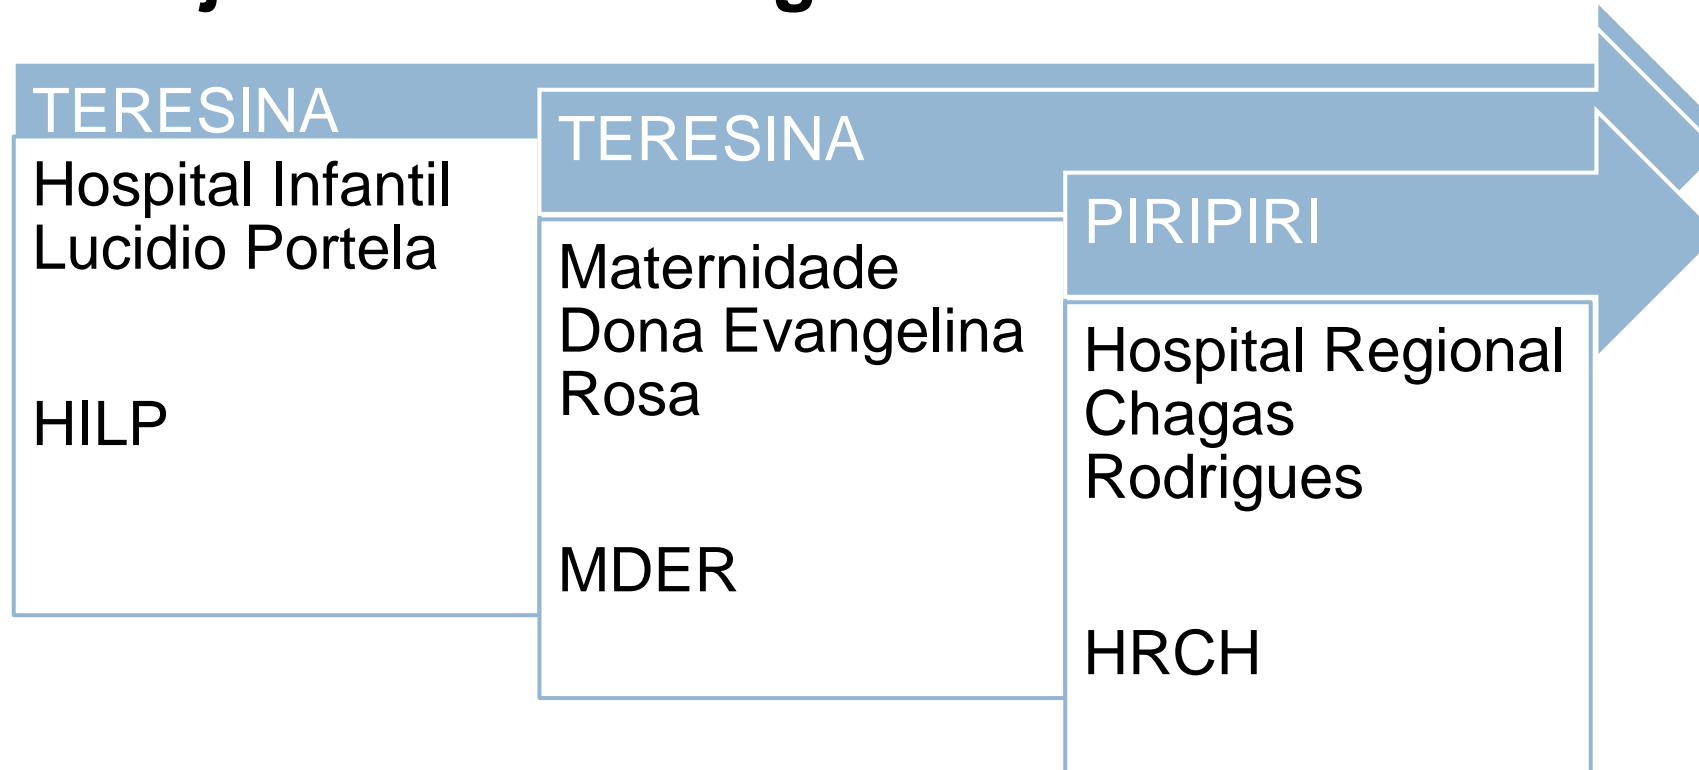 TERESINA
Hospital Infantil
Lucidio Portela
HILP
TERESINA
Maternidade
Dona Evangelina
Rosa
MDER
PIRIPIRI
Hospital Regional
Chagas
Rodrigues
HRCH